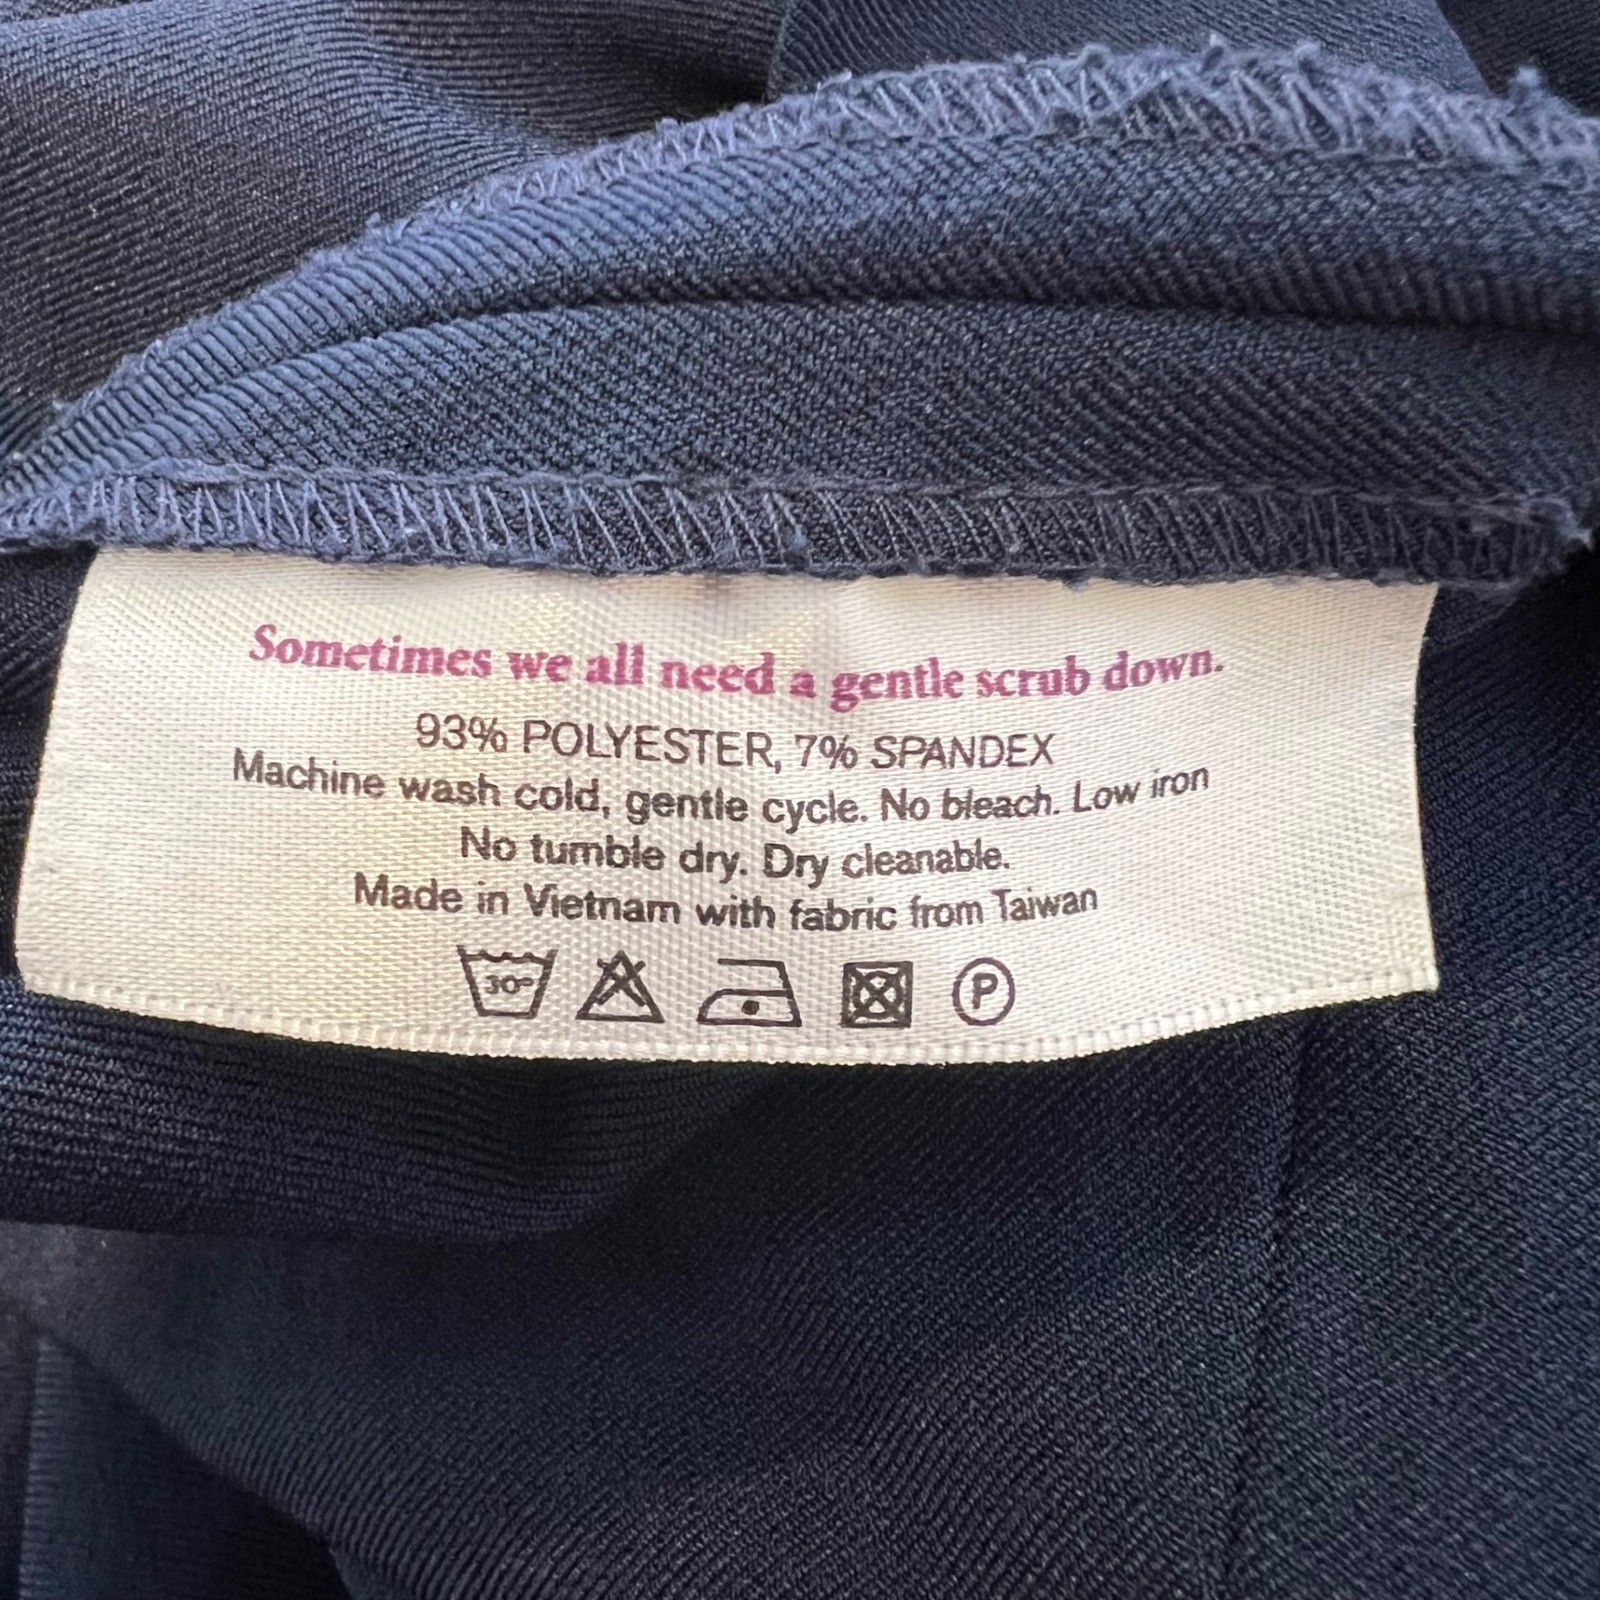 Sometimes we all need a gentle scrub down.
93% POLYESTER, 7% SPANDEX
Machine wash cold, gentle cycle. No bleach. Low iron
No tumble dry. Dry cleanable.
Made in Vietnam with fabric from Taiwan
30° P